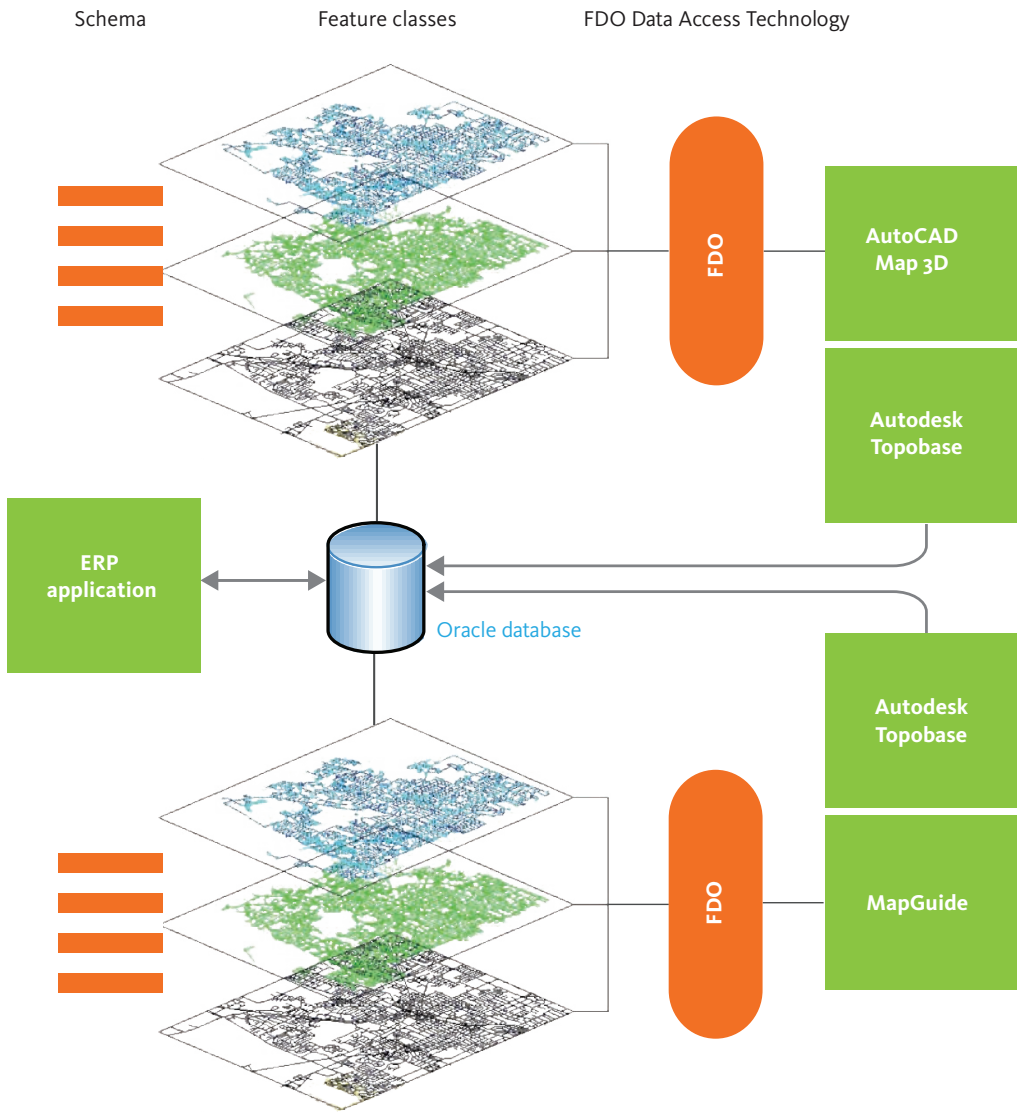 Schema
Feature classes
FDO Data Access Technology
FDO
AutoCAD
Map 3D
Autodesk
Topobase
ERP
application
Oracle database
Autodesk
Topobase
FDO
MapGuide